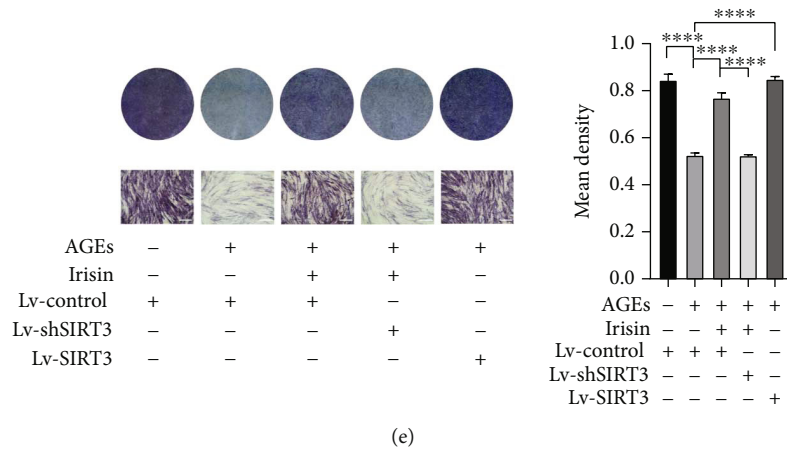 **** 
**** **** ****
1.0
0.8
0.6
0.4
0.2
0.0
Mean density
AGEs – + + + +
Irisin – – + + –
Lv-control + + + – –
Lv-shSIRT3 – – – + –
Lv-SIRT3 – – – – +
AGEs – + + + +
Irisin – – + + –
Lv-control + + + – –
Lv-shSIRT3 – – – + –
Lv-SIRT3 – – – – +
(e)